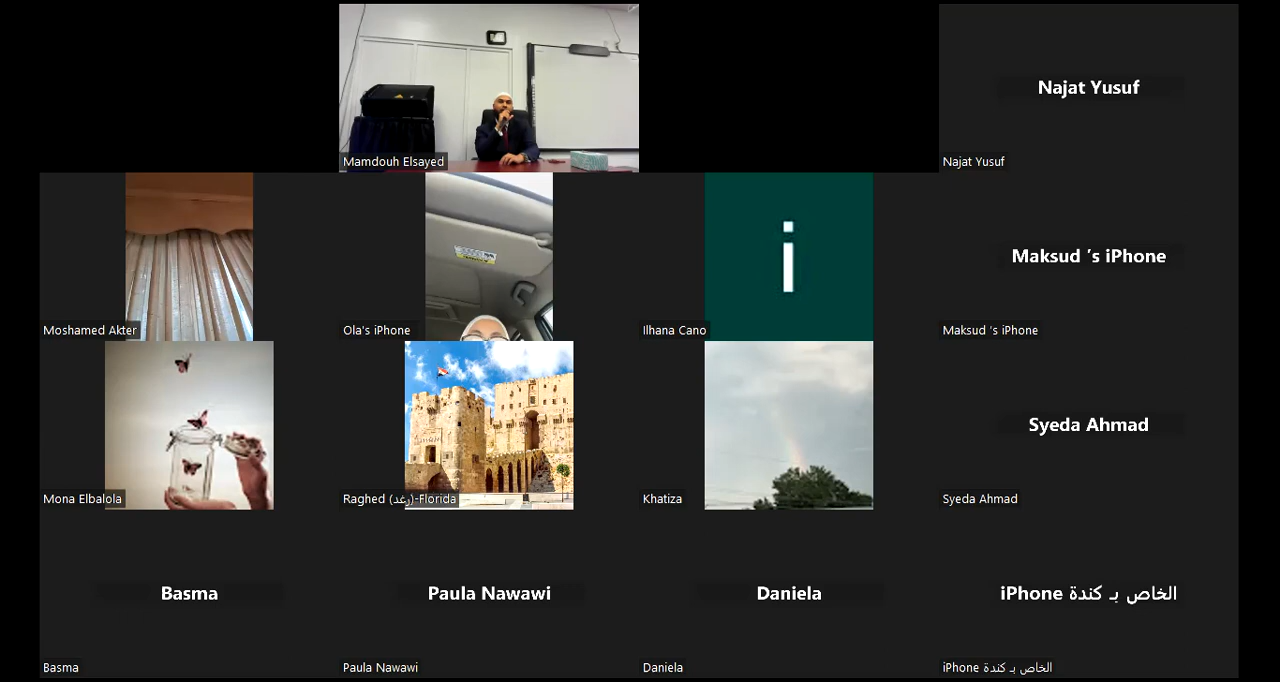 Mamdouh Elsayed
Najat Yusuf
Najat Yusuf
Moshamed Akter
Ola's iPhone
i
Ilhana Cano
Maksud 's iPhone
Maksud 's iPhone
Mona Elbalola
Raghed (رغد)-Florida
Khatiza
Syeda Ahmad
Syeda Ahmad
Basma
Basma
Paula Nawawi
Paula Nawawi
Daniela
Daniela
iPhone الخاص بـ كندة
iPhone الخاص بـ كندة